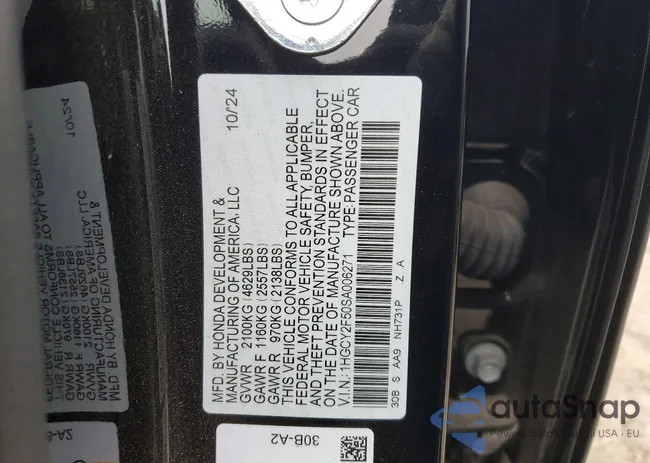 MFD. BY HONDA DEVELOPMENT & 10/24
MANUFACTURING OF AMERICA, LLC
GVWR 2100KG (4629LBS)
GAWR F 1160KG (2557LBS)
GAWR R 970KG (2138LBS)
THIS VEHICLE CONFORMS TO ALL APPLICABLE
FEDERAL MOTOR VEHICLE SAFETY, BUMPER,
AND THEFT PREVENTION STANDARDS IN EFFECT
ON THE DATE OF MANUFACTURE SHOWN ABOVE.
V.I.N.: 1HGCY2F50SA006271 TYPE: PASSENGER CAR
30B S AA9 NH731P Z A
30B-A2
autoSnap
USA i EU